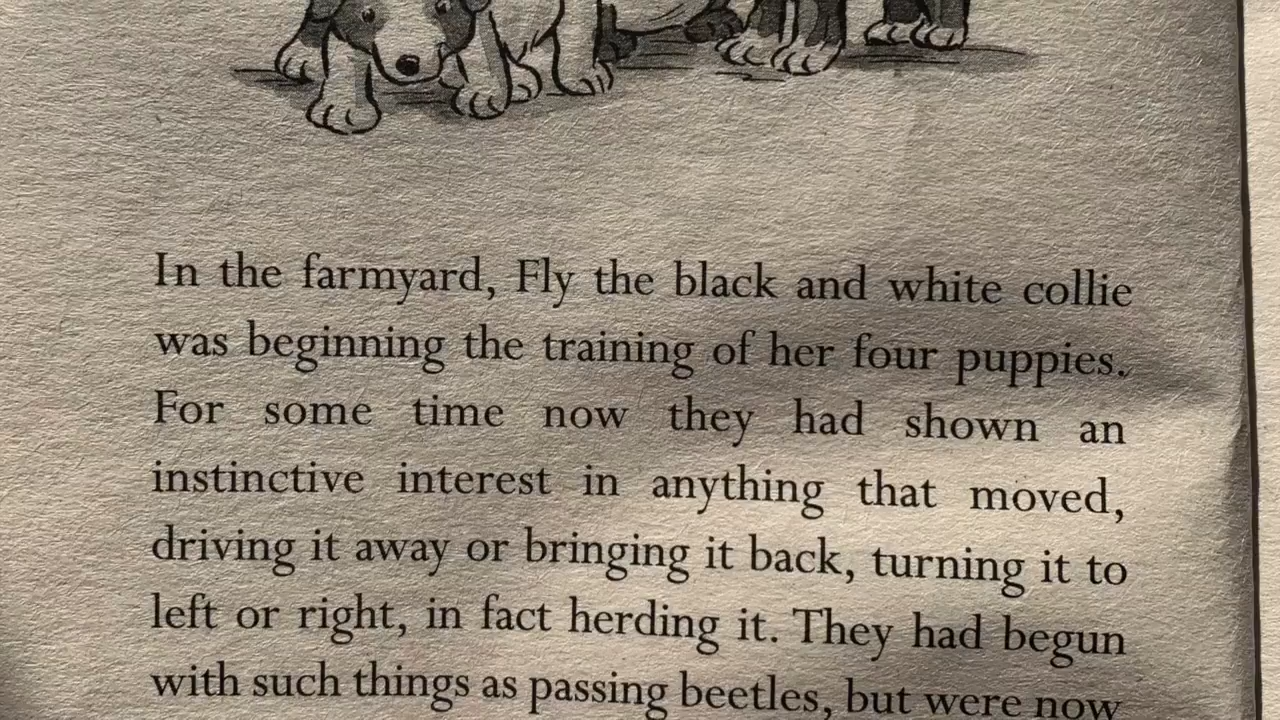 In the farmyard, Fly the black and white collie
was beginning the training of her four puppies.
For some time now they had shown an
instinctive interest in anything that moved,
driving it away or bringing it back, turning it to
left or right, in fact herding it. They had begun
with such things as passing beetles, but were now